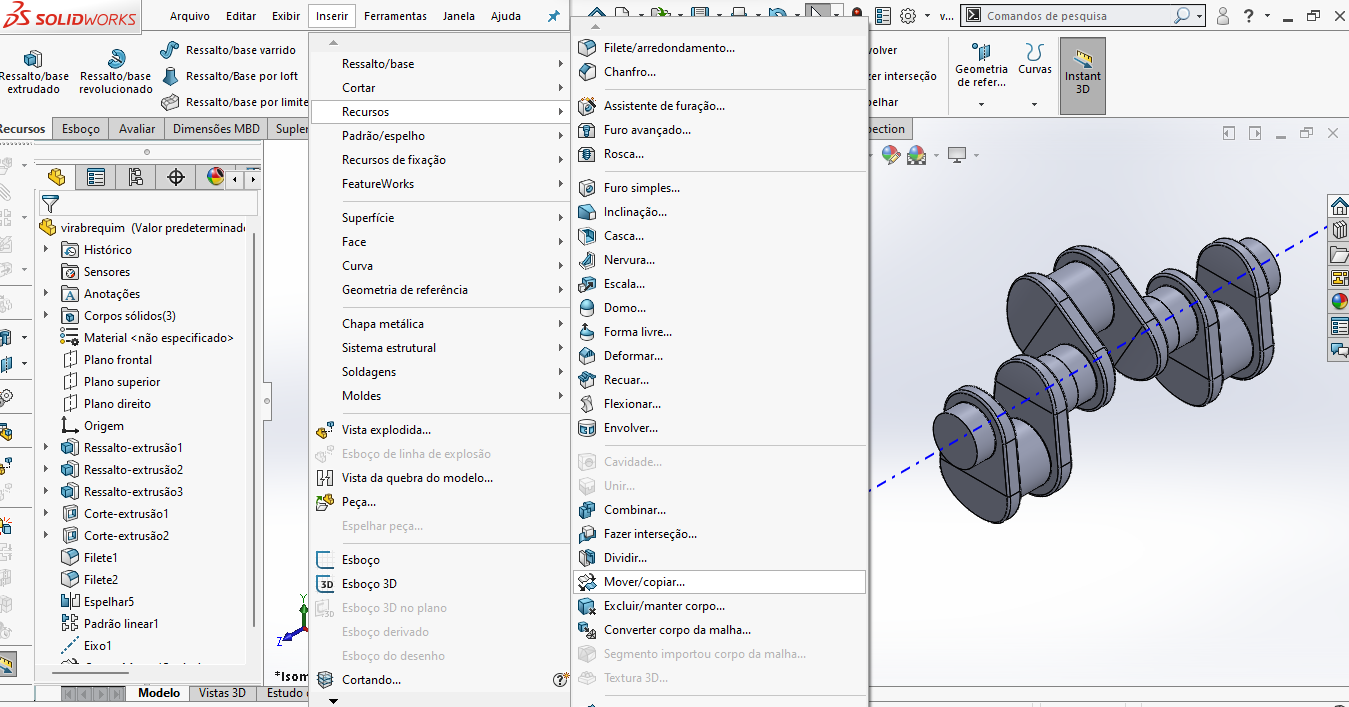 SOLIDWORKS
Arquivo Editar Exibir Inserir Ferramentas Janela Ajuda
v...
Comandos de pesquisa
?
Ressalto/base
extrudado
Ressalto/base
revolucionado
Ressalto/base varrido
Ressalto/Base por loft
Ressalto/base por limite
volver
zer interseção
pelhar
Geometria
de refer...
Curvas
Instant
3D
Recursos Esboço Avaliar Dimensões MBD Supler
pection
virabrequim (Valor predeterminado
Histórico
Sensores
Anotações
Corpos sólidos(3)
Material <não especificado>
Plano frontal
Plano superior
Plano direito
Origem
Ressalto-extrusão1
Ressalto-extrusão2
Ressalto-extrusão3
Corte-extrusão1
Corte-extrusão2
Filete1
Filete2
Espelhar5
Padrão linear1
Eixo1
Ressalto/base
Cortar
Recursos
Padrão/espelho
Recursos de fixação
FeatureWorks
Superfície
Face
Curva
Geometria de referência
Chapa metálica
Sistema estrutural
Soldagens
Moldes
Vista explodida...
Esboço de linha de explosão
Vista da quebra do modelo...
Peça...
Espelhar peça...
Esboço
3D Esboço 3D
Esboço 3D no plano
Esboço derivado
Esboço do desenho
Cortando...
Filete/arredondamento...
Chanfro...
Assistente de furação...
Furo avançado...
Rosca...
Furo simples...
Inclinação...
Casca...
Nervura...
Escala...
Domo...
Forma livre...
Deformar...
Recuar...
Flexionar...
Envolver...
Cavidade...
Unir...
Combinar...
Fazer interseção...
Dividir...
Mover/copiar...
Excluir/manter corpo...
Converter corpo da malha...
Segmento importou corpo da malha...
Textura 3D...
Y
Z
*Isom
Modelo Vistas 3D Estudo